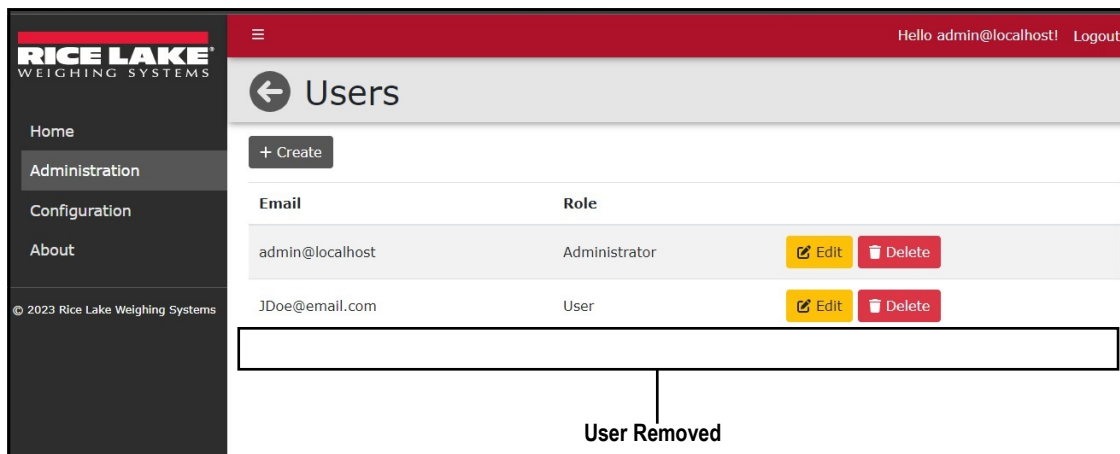 RICE LAKE®
WEIGHING SYSTEMS
Home
Administration
Configuration
About
© 2023 Rice Lake Weighing Systems
Hello admin@localhost! Logout
Users
+ Create
Email Role
admin@localhost Administrator Edit Delete
JDoe@email.com User Edit Delete
User Removed